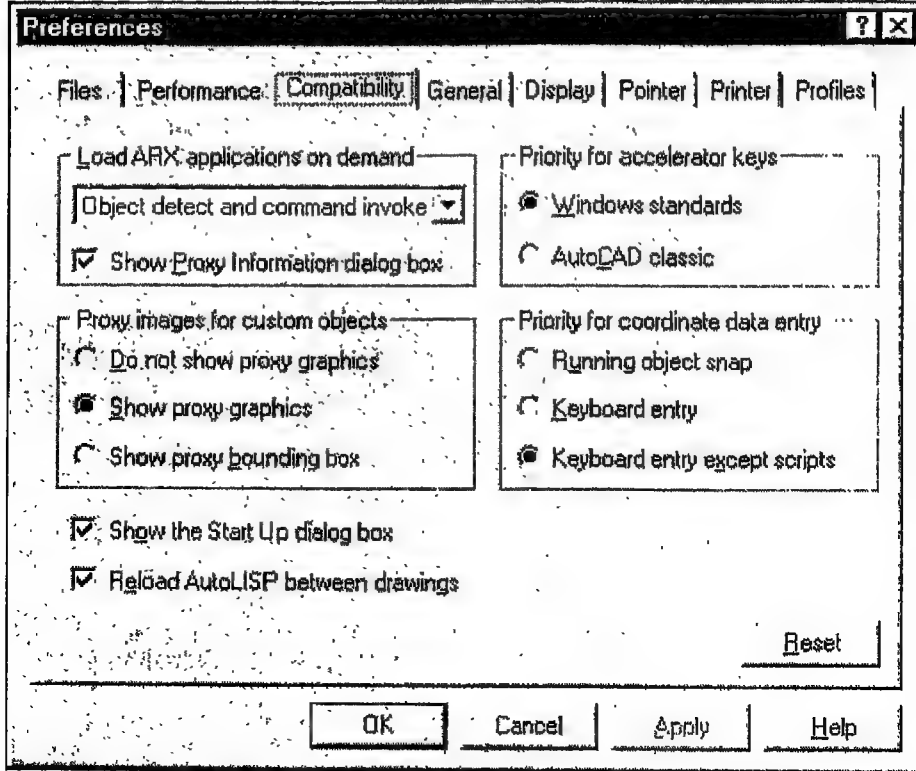 Preferences ? ×
Files Performance Compatibility General Display Pointer Printer Profiles
Load ARX applications on demand
Object detect and command invoke
Show Proxy Information dialog box
Priority for accelerator keys
Windows standards
AutoCAD classic
Proxy images for custom objects
Do not show proxy graphics
Show proxy graphics
Show proxy bounding box
Priority for coordinate data entry
Running object snap
Keyboard entry
Keyboard entry except scripts
Show the Start Up dialog box
Reload AutoLISP between drawings
Reset
OK Cancel Apply Help